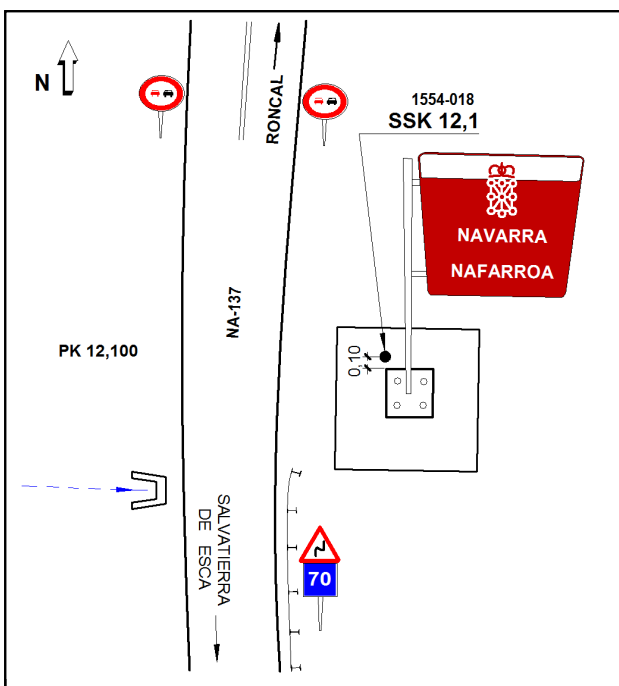 N
RONCAL
1554-018
SSK 12,1
NAVARRA
NAFARROA
NA-137
PK 12,100
0,10
SALVATIERRA
DE ESCA
70